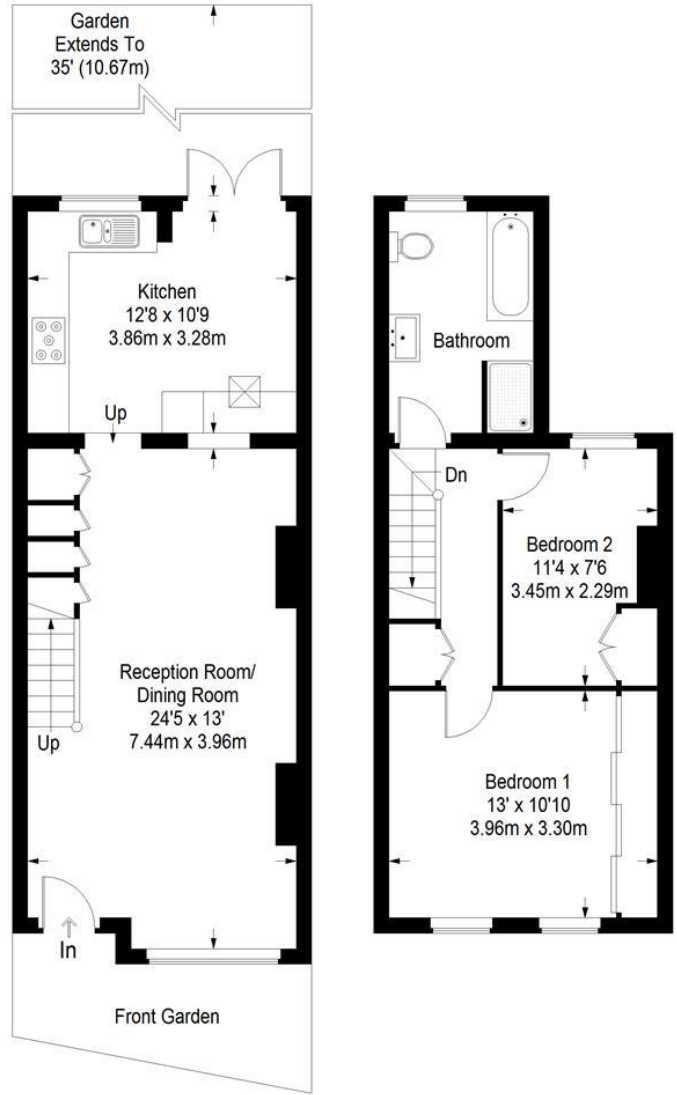 Garden
Extends To
35' (10.67m)
Kitchen
12'8 x 10'9
3.86m x 3.28m
Up
Reception Room/
Dining Room
24'5 x 13'
7.44m x 3.96m
Up
In
Front Garden
Bathroom
Dn
Bedroom 2
11'4 x 7'6
3.45m x 2.29m
Bedroom 1
13' x 10'10
3.96m x 3.30m